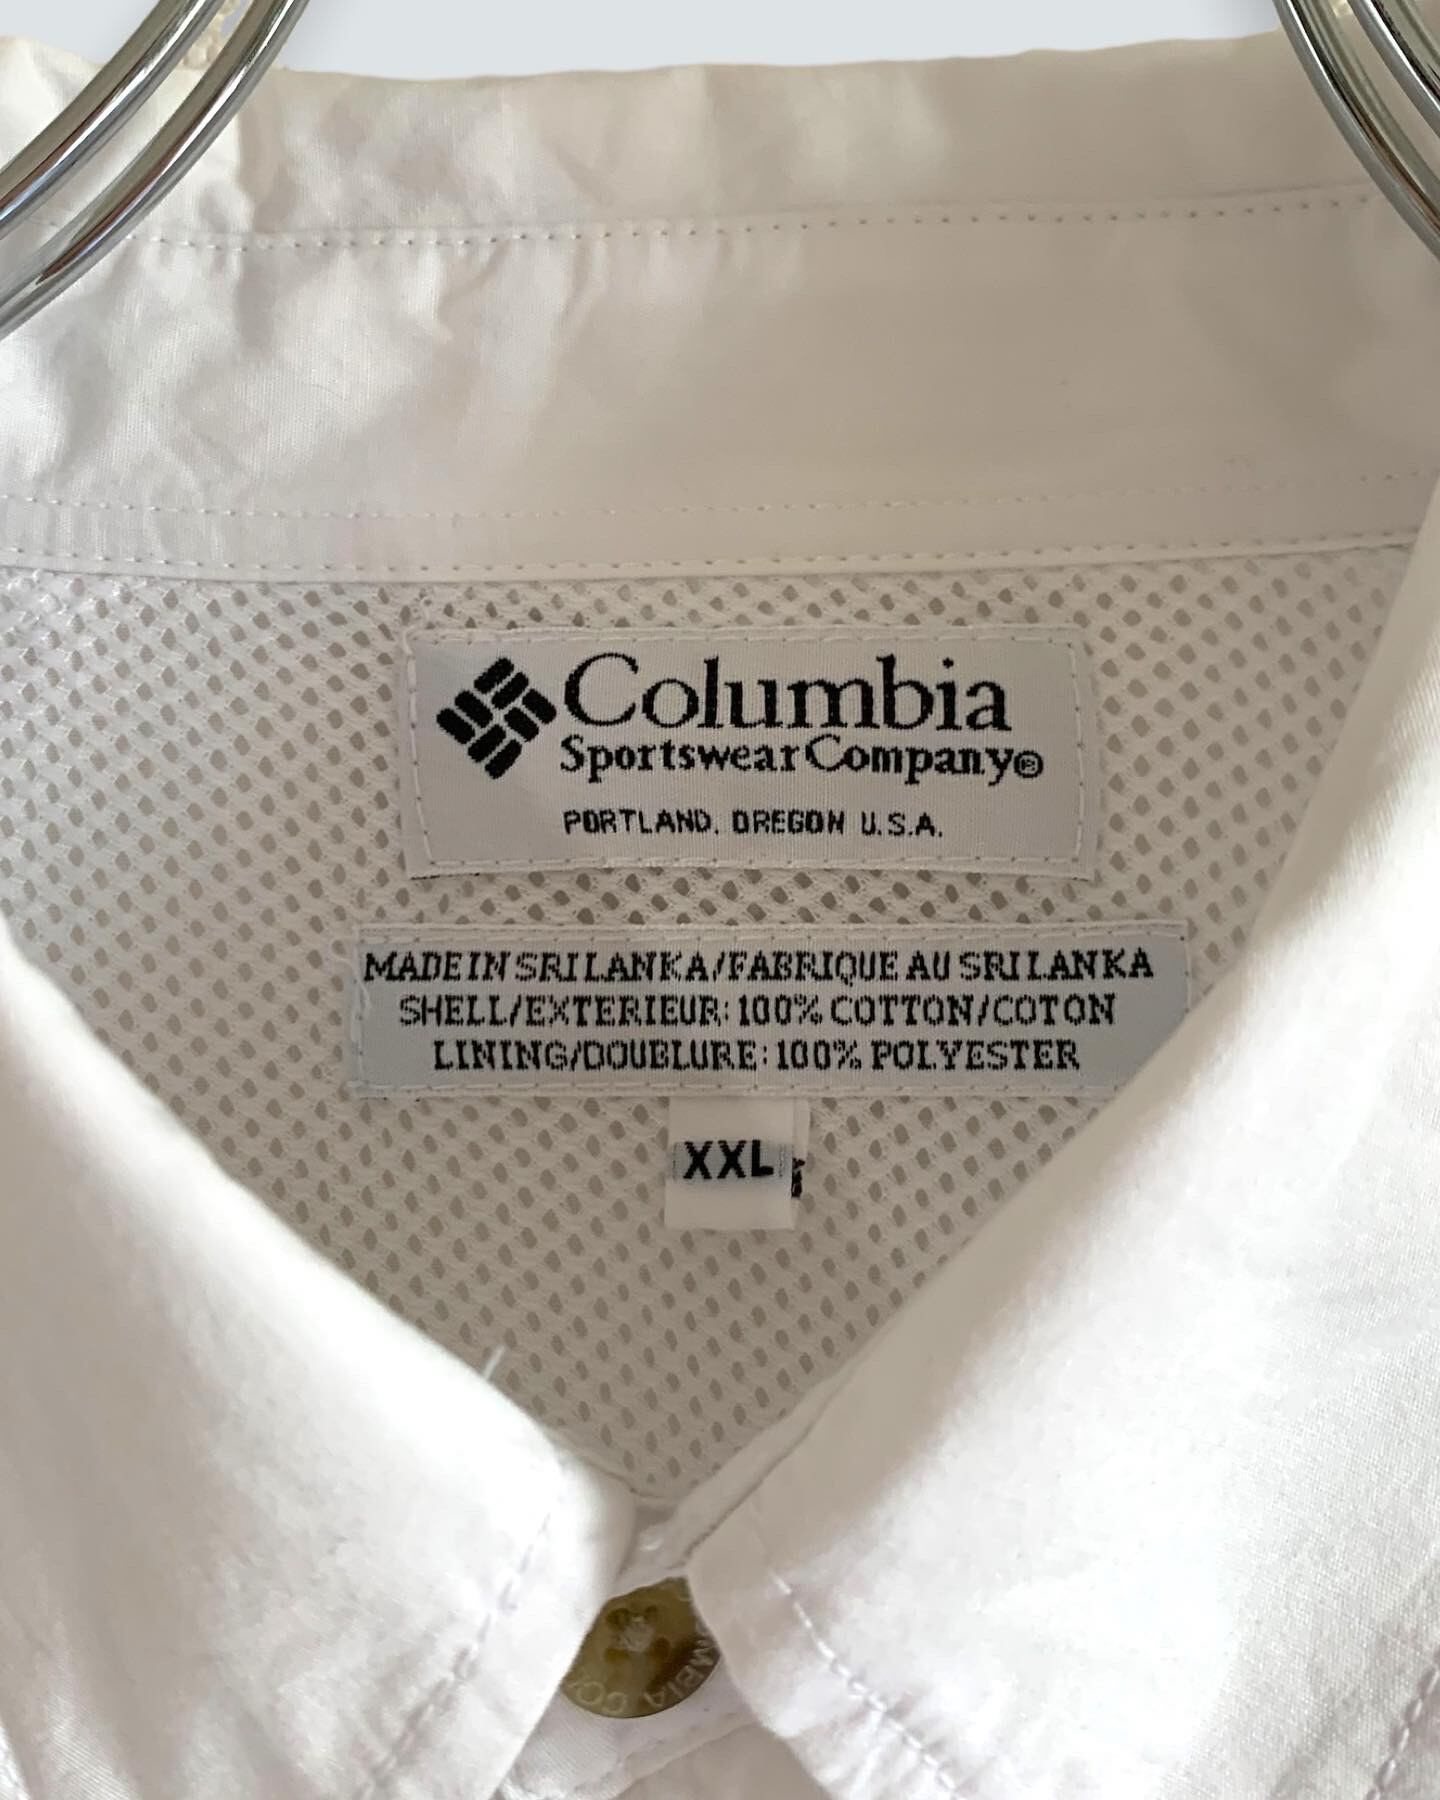 Columbia
Sportswear Company®
PORTLAND, OREGON U.S.A.
MADE IN SRI LANKA/FABRIQUE AU SRI LANKA
SHELL/EXTERIEUR: 100% COTTON/COTON
LINING/DOUBLURE: 100% POLYESTER
XXL